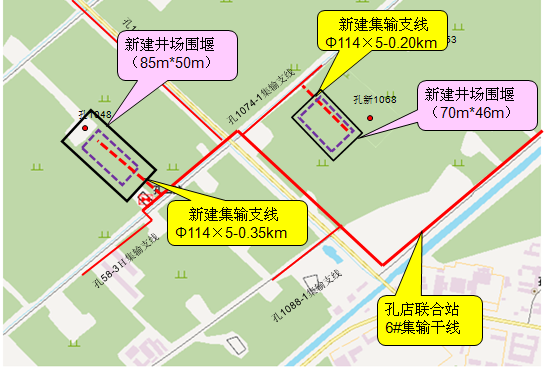 新建集输支线
Φ114×5-0.20km
新建井场围堰
（85m*50m）
53
孔1074-1集输支线
孔新1068
新建井场围堰
（70m*46m）
孔1048
新建集输支线
Φ114×5-0.35km
孔58-3Ⅱ集输支线
孔1088-1集输支线
孔店联合站
6#集输干线